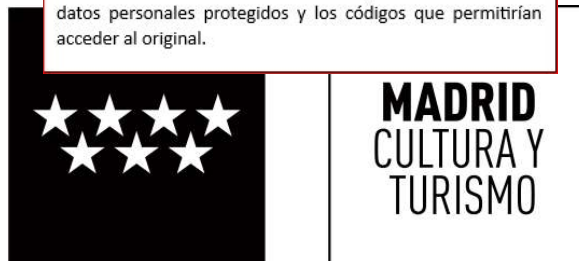 datos personales protegidos y los códigos que permitirían
acceder al original.
MADRID
CULTURA Y
TURISMO